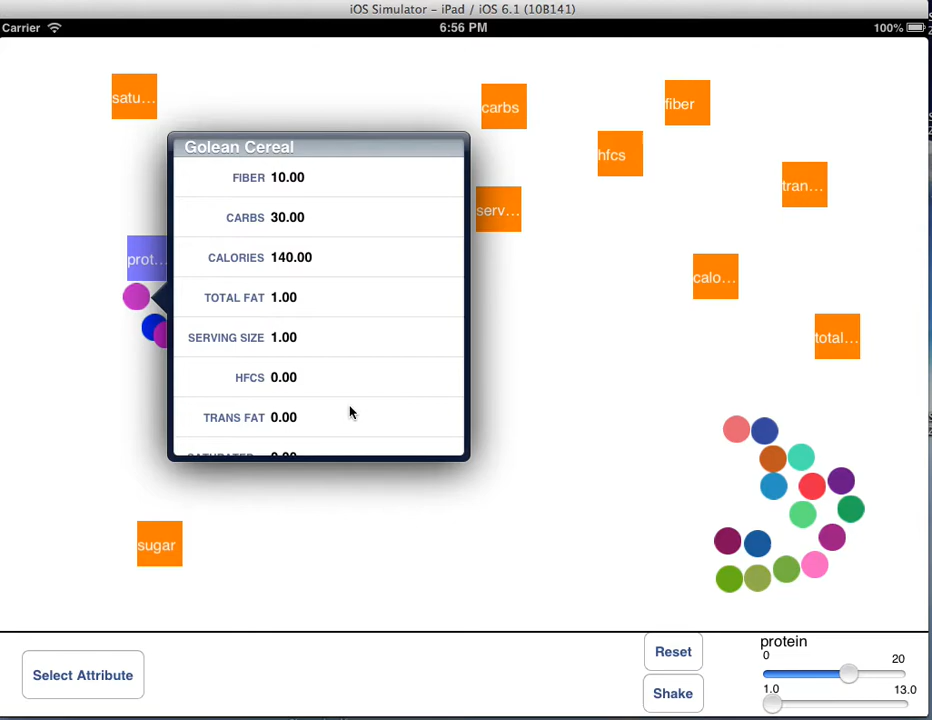 iOS Simulator – iPad / iOS 6.1 (10B141)
Carrier 6:56 PM 100%
satu...
carbs
fiber
hfcs
tran...
serv...
prot...
calo...
total...
sugar
Golean Cereal
FIBER 10.00
CARBS 30.00
CALORIES 140.00
TOTAL FAT 1.00
SERVING SIZE 1.00
HFCS 0.00
TRANS FAT 0.00
SATURATED 0.00
Select Attribute
Reset
Shake
protein
0 20
1.0 13.0